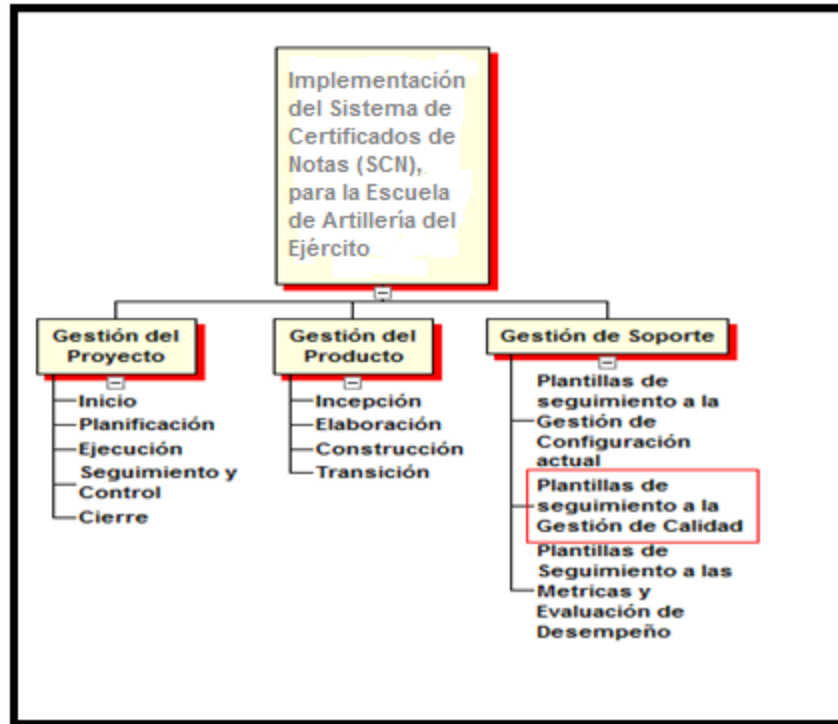 Implementación
del Sistema de
Certificados de
Notas (SCN),
para la Escuela
de Artillería del
Ejército
Gestión del
Proyecto
Inicio
Planificación
Ejecución
Seguimiento y
Control
Cierre
Gestión del
Producto
Incepción
Elaboración
Construcción
Transición
Gestión de Soporte
Plantillas de
seguimiento a la
Gestión de
Configuración
actual
Plantillas de
seguimiento a la
Gestión de Calidad
Plantillas de
Seguimiento a las
Metricas y
Evaluación de
Desempeño